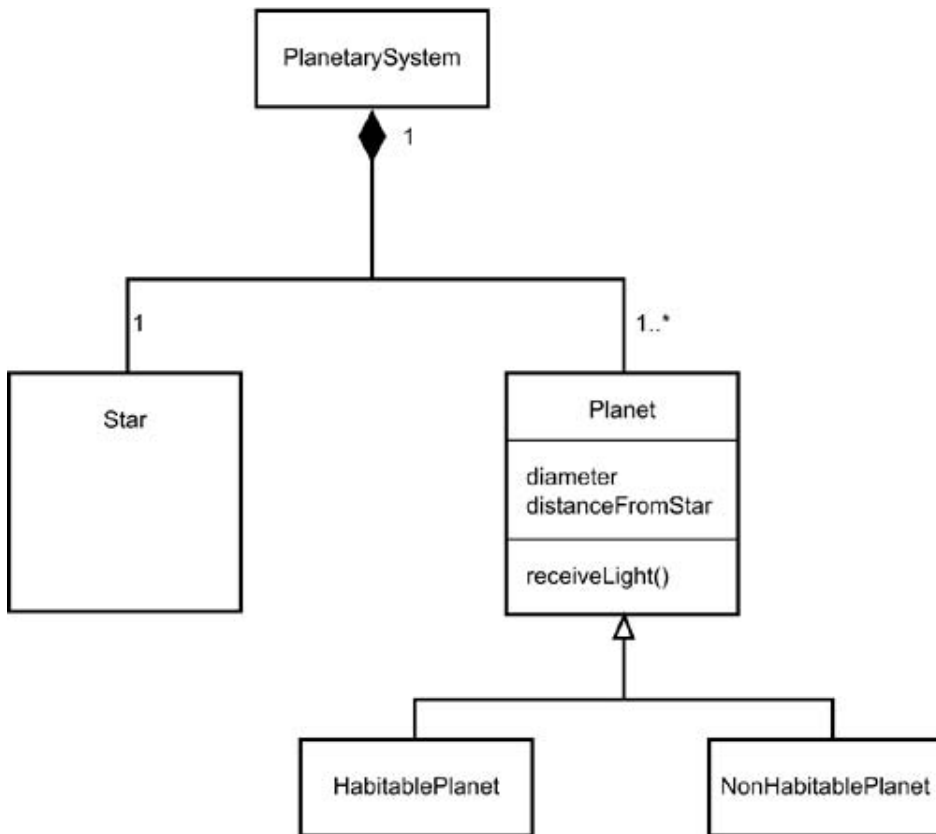 PlanetarySystem
1
1
1..*
Star
Planet
diameter
distanceFromStar
receiveLight()
HabitablePlanet
NonHabitablePlanet